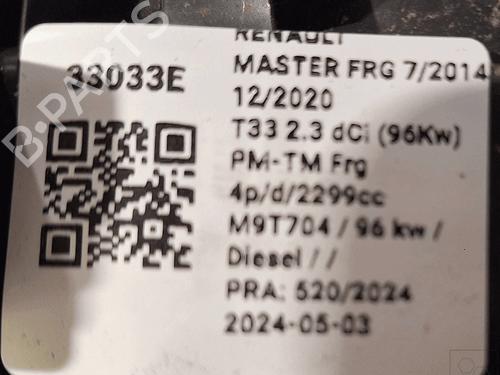 RENAULT
33033E
MASTER FRG 7/2014
12/2020
T33 2.3 dCi (96Kw)
PM-TM Frg
4p/d/2299cc
M9T704 / 96 kw /
Diesel / /
PRA: 520/2024
2024-05-03
B-PARTS